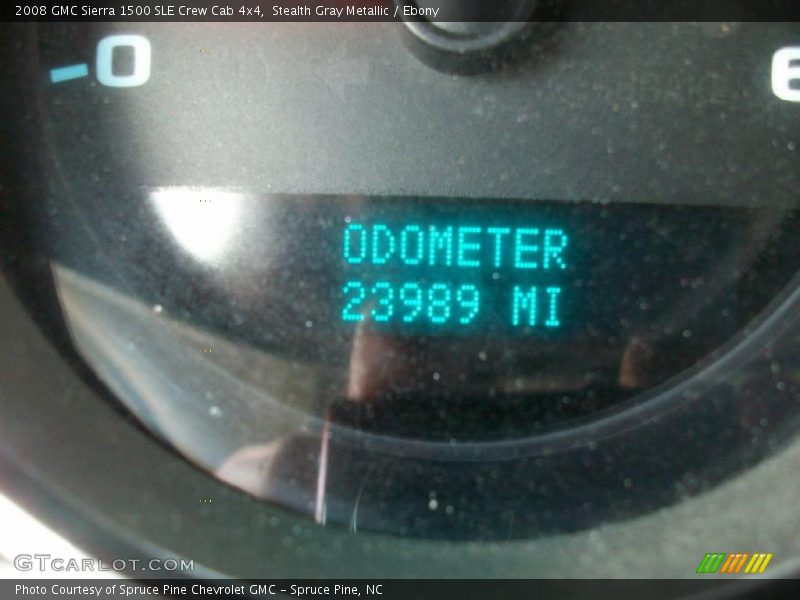 2008 GMC Sierra 1500 SLE Crew Cab 4x4, Stealth Gray Metallic / Ebony
0
ODOMETER
23989 MI
GTCARLOT.COM
Photo Courtesy of Spruce Pine Chevrolet GMC – Spruce Pine, NC